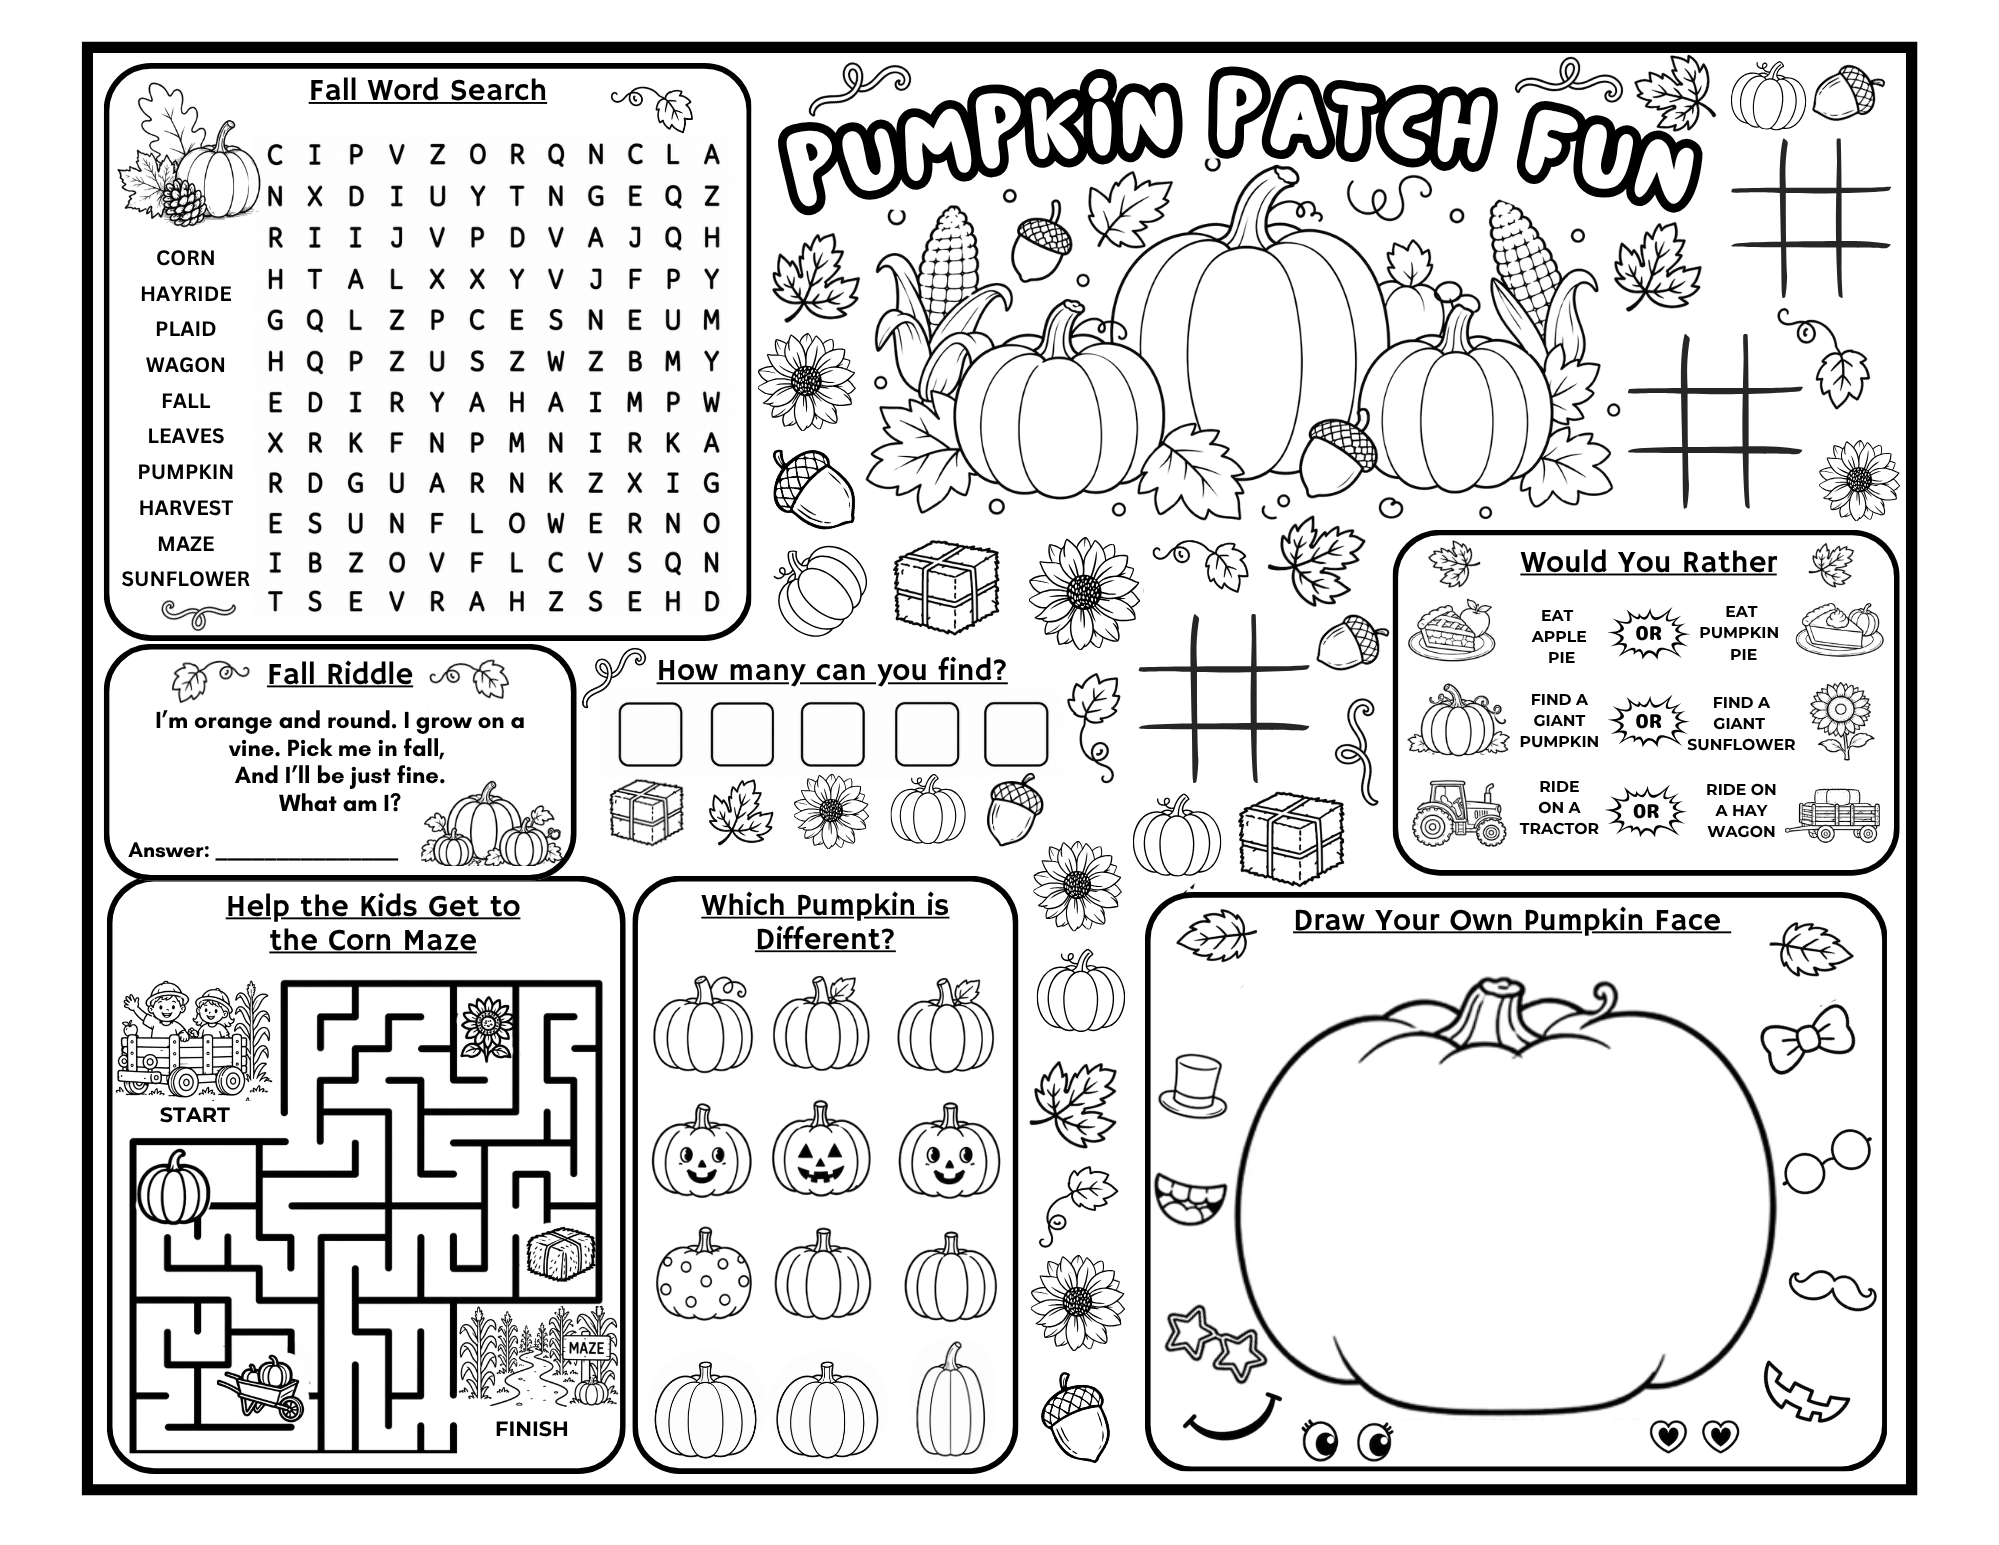 PUMPKIN PATCH FUN
Fall Word Search
C I P V Z O R Q N C L A
N X D I U Y T N G E Q Z
R I I J V P D V A J Q H
H T A L X X Y V J F P Y
G Q L Z P C E S N E U M
H Q P Z U S Z W Z B M Y
E D I R Y A H A I M P W
X R K F N P M N I R K A
R D G U A R N K Z X I G
E S U N F L O W E R N O
I B Z O V F L C V S Q N
T S E V R A H Z S E H D
CORN
HAYRIDE
PLAID
WAGON
FALL
LEAVES
PUMPKIN
HARVEST
MAZE
SUNFLOWER
Fall Riddle
I'm orange and round. I grow on a
vine. Pick me in fall,
And I'll be just fine.
What am I?
Answer: ________________
How many can you find?
Would You Rather
EAT
APPLE
PIE
OR
EAT
PUMPKIN
PIE
FIND A
GIANT
PUMPKIN
OR
FIND A
GIANT
SUNFLOWER
RIDE
ON A
TRACTOR
OR
RIDE ON
A HAY
WAGON
Help the Kids Get to
the Corn Maze
START
MAZE
FINISH
Which Pumpkin is
Different?
Draw Your Own Pumpkin Face